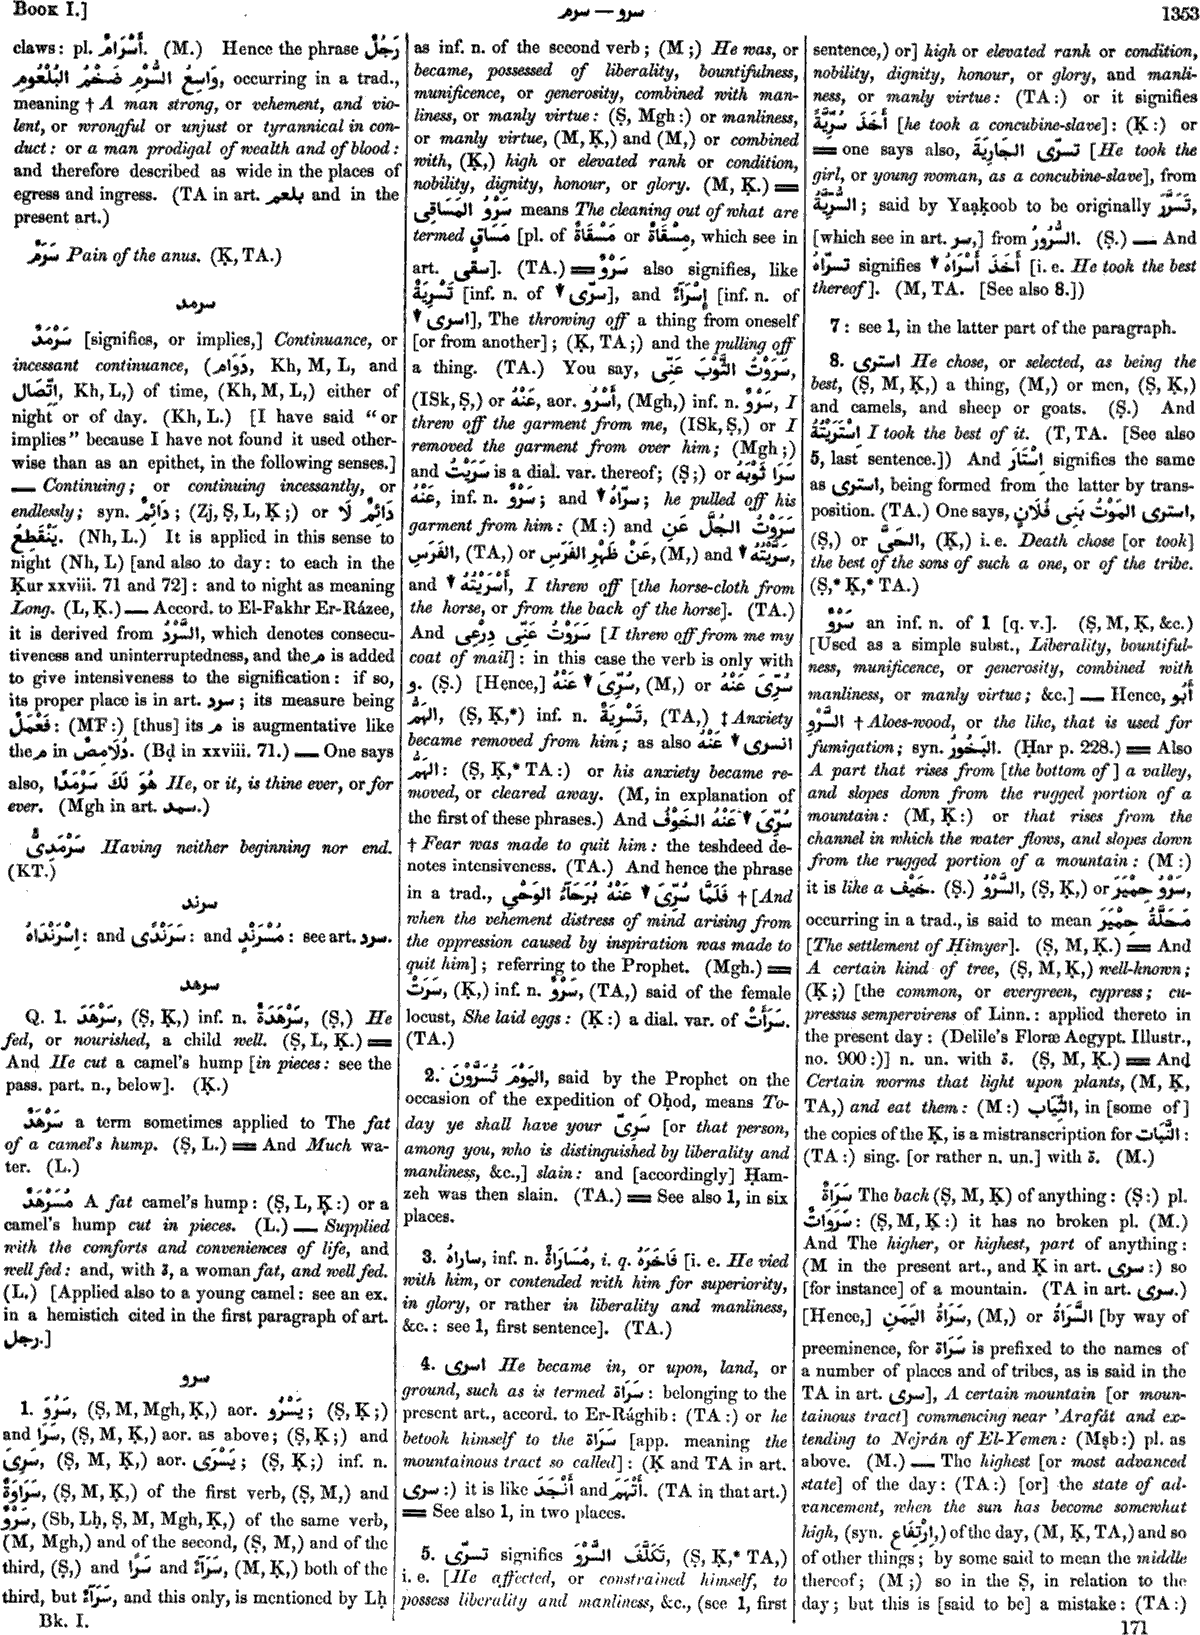 BOOK I.]
سرو — سرم
1353
claws: pl. أَسْرَامٌ. (M.) Hence the phrase رَجُلٌ
وَاسِعُ السُّرْمِ ضَخْمُ البُلْعُومِ, occurring in a trad.,
meaning † A man strong, or vehement, and vio-
lent, or wrongful or unjust or tyrannical in con-
duct: or a man prodigal of wealth and of blood:
and therefore described as wide in the places of
egress and ingress. (TA in art. بلعم and in the
present art.)
سَرَمٌ Pain of the anus. (Ḳ, TA.)
سرمد
سَرْمَدٌ [signifies, or implies,] Continuance, or
incessant continuance, (دَوَام, Kh, M, L, and
اِتِّصَال, Kh, L,) of time, (Kh, M, L,) either of
night or of day. (Kh, L.) [I have said “or
implies” because I have not found it used other-
wise than as an epithet, in the following senses.]
— Continuing; or continuing incessantly, or
endlessly; syn. دَائِمٌ; (Zj, Ṣ, L, Ḳ;) or دَائِمٌ لَا
يَنْقَطِعُ. (Nh, L.) It is applied in this sense to
night (Nh, L) [and also to day: to each in the
Ḳur xxviii. 71 and 72]: and to night as meaning
Long. (L, Ḳ.) — Accord. to El-Fakhr Er-Rázee,
it is derived from السَّرْدُ, which denotes consecu-
tiveness and uninterruptedness, and the م is added
to give intensiveness to the signification: if so,
its proper place is in art. سرد; its measure being
فَعْمَلٌ: (MF:) [thus] its م is augmentative like
the م in دُلَامِصٌ. (Bḍ in xxviii. 71.) — One says
also, هُوَ لَكَ سَرْمَدًا He, or it, is thine ever, or for
ever. (Mgh in art. سمد.)
سَرْمَدِىٌّ Having neither beginning nor end.
(KT.)
سرند
اِسْرَنْدَاهُ: and سَرَنْدًى: and مُسْرَنْدٍ: see art. سرد.
سرهد
Q. 1. سَرْهَدَ, (Ṣ, Ḳ,) inf. n. سَرْهَدَةٌ, (Ṣ,) He
fed, or nourished, a child well. (Ṣ, L, Ḳ.) =
And He cut a camel's hump [in pieces: see the
pass. part. n., below]. (Ḳ.)
سَرْهَدٌ a term sometimes applied to The fat
of a camel's hump. (Ṣ, L.) = And Much wa-
ter. (L.)
مُسَرْهَدٌ A fat camel's hump: (Ṣ, L, Ḳ:) or a
camel's hump cut in pieces. (L.) — Supplied
with the comforts and conveniences of life, and
well fed: and, with ة, a woman fat, and well fed.
(L.) [Applied also to a young camel: see an ex.
in a hemistich cited in the first paragraph of art.
رجل.]
سرو
1. سَرُوَ, (Ṣ, M, Mgh, Ḳ,) aor. يَسْرُو; (Ṣ, Ḳ;)
and سَرَا, (Ṣ, M, Ḳ,) aor. as above; (Ṣ, Ḳ;) and
سَرِىَ, (Ṣ, M, Ḳ,) aor. يَسْرَى; (Ṣ, Ḳ;) inf. n.
سَرَاوَةٌ, (Ṣ, M, Ḳ,) of the first verb, (Ṣ, M,) and
سَرْوٌ, (Sb, Lḥ, Ṣ, M, Mgh, Ḳ,) of the same verb,
(M, Mgh,) and of the second, (Ṣ, M,) and of the
third, (Ṣ,) and سَرًا and سَرَآءٌ, (M, Ḳ,) both of the
third, but سَرَآءٌ, and this only, is mentioned by Lḥ
Bk. I.
as inf. n. of the second verb; (M;) He was, or
became, possessed of liberality, bountifulness,
munificence, or generosity, combined with man-
liness, or manly virtue: (Ṣ, Mgh:) or manliness,
or manly virtue, (M, Ḳ,) and (M,) or combined
with, (Ḳ,) high or elevated rank or condition,
nobility, dignity, honour, or glory. (M, Ḳ.) =
سَرْوُ المَسَاقِى means The cleaning out of what are
termed مَسَاقٍ [pl. of مَسْقَاةٌ or مِسْقَاةٌ, which see in
art. سقى]. (TA.) = سَرْوٌ also signifies, like
تَسْرِيَةٌ [inf. n. of ▼ سرّى], and إِسْرَآءٌ [inf. n. of
▼ اسرى], The throwing off a thing from oneself
[or from another]; (Ḳ, TA;) and the pulling off
a thing. (TA.) You say, سَرَوْتُ الثَّوْبَ عَنِّى,
(ISk, Ṣ,) or عَنْهُ, aor. أَسْرُو, (Mgh,) inf. n. سَرْوٌ, I
threw off the garment from me, (ISk, Ṣ,) or I
removed the garment from over him; (Mgh;)
and سَرَيْتُ is a dial. var. thereof; (Ṣ;) or سَرَا ثَوْبَهُ
عَنْهُ, inf. n. سَرْوٌ; and ▼ سرّاهُ; he pulled off his
garment from him: (M:) and سَرَوْتُ الجُلَّ عَنِ
الفَرَسِ, (TA,) or عَنْ ظَهْرِ الفَرَسِ, (M,) and ▼ سَرَّيْتُهُ,
and ▼ أَسْرَيْتُهُ, I threw off [the horse-cloth from
the horse, or from the back of the horse]. (TA.)
And سَرَوْتُ عَنِّى دِرْعِى [I threw off from me my
coat of mail]: in this case the verb is only with
و. (Ṣ.) [Hence,] سُرِّىَ ▼ عَنْهُ, (M,) or سُرِّىَ عَنْهُ
الهَمُّ, (Ṣ, Ḳ,*) inf. n. تَسْرِيَةٌ, (TA,) ‡ Anxiety
became removed from him; as also ▼ انسرى عَنْهُ
الهَمُّ: (Ṣ, Ḳ,* TA:) or his anxiety became re-
moved, or cleared away. (M, in explanation of
the first of these phrases.) And سُرِّىَ ▼ عَنْهُ الخَوْفُ
† Fear was made to quit him: the teshdeed de-
notes intensiveness. (TA.) And hence the phrase
in a trad., فَلَمَّا سُرِّىَ ▼ عَنْهُ بُرَحَآءُ الوَحْىِ † [And
when the vehement distress of mind arising from
the oppression caused by inspiration was made to
quit him]; referring to the Prophet. (Mgh.) =
سَرَتْ, (Ḳ,) inf. n. سَرْوٌ, (TA,) said of the female
locust, She laid eggs: (Ḳ:) a dial. var. of سَرَأَتْ.
(TA.)
2. اليَوْمَ تُسَرَّوْنَ, said by the Prophet on the
occasion of the expedition of Oḥod, means To-
day ye shall have your سَرِىّ [or that person,
among you, who is distinguished by liberality and
manliness, &c.,] slain: and [accordingly] Ḥam-
zeh was then slain. (TA.) = See also 1, in six
places.
3. ساراهُ, inf. n. مُسَارَاةٌ, i. q. فَاخَرَهُ [i. e. He vied
with him, or contended with him for superiority,
in glory, or rather in liberality and manliness,
&c.: see 1, first sentence]. (TA.)
4. اسرى He became in, or upon, land, or
ground, such as is termed سَرَاة: belonging to the
present art., accord. to Er-Rághib: (TA:) or he
betook himself to the سَرَاة [app. meaning the
mountainous tract so called]: (Ḳ and TA in art.
سرى:) it is like أَنْجَدَ and أَتْهَمَ. (TA in that art.)
= See also 1, in two places.
5. تسرّى signifies تَكَلَّفَ السَّرْوَ, (Ṣ, Ḳ,* TA,)
i. e. [He affected, or constrained himself, to
possess liberality and manliness, &c., (see 1, first
sentence,) or] high or elevated rank or condition,
nobility, dignity, honour, or glory, and manli-
ness, or manly virtue: (TA:) or it signifies
أَخَذَ سُرِّيَّةً [he took a concubine-slave]: (Ḳ:) or
= one says also, تسرّى الجَارِيَةَ [He took the
girl, or young woman, as a concubine-slave], from
السُّرِّيَّةُ; said by Yaạḳoob to be originally تَسَرَّرَ,
[which see in art. سر,] from السُّرُورُ. (Ṣ.) — And
تسرّاهُ signifies ▼ أَخَذَ أَسْرَاهُ [i. e. He took the best
thereof]. (M, TA. [See also 8.])
7: see 1, in the latter part of the paragraph.
8. استرى He chose, or selected, as being the
best, (Ṣ, M, Ḳ,) a thing, (M,) or men, (Ṣ, Ḳ,)
and camels, and sheep or goats. (Ṣ.) And
اسْتَرَيْتُهُ I took the best of it. (T, TA. [See also
5, last sentence.]) And اسْتَارَ signifies the same
as استرى, being formed from the latter by trans-
position. (TA.) One says, استرى المَوْتُ بَنِى فُلَانٍ,
(Ṣ,) or الحَىَّ, (Ḳ,) i. e. Death chose [or took]
the best of the sons of such a one, or of the tribe.
(Ṣ,* Ḳ,* TA.)
سَرْوٌ an inf. n. of 1 [q. v.]. (Ṣ, M, Ḳ, &c.)
[Used as a simple subst., Liberality, bountiful-
ness, munificence, or generosity, combined with
manliness, or manly virtue; &c.] — Hence, أَبُو
السَّرْوِ † Aloes-wood, or the like, that is used for
fumigation; syn. البَخُورُ. (Ḥar p. 228.) = Also
A part that rises from [the bottom of] a valley,
and slopes down from the rugged portion of a
mountain: (M, Ḳ:) or that rises from the
channel in which the water flows, and slopes down
from the rugged portion of a mountain: (M:)
it is like a خَيْف. (Ṣ.) السَّرْوُ, (Ṣ, Ḳ,) or سَرْوُ حِمْيَرَ,
occurring in a trad., is said to mean مَحَلَّةُ حِمْيَرَ
[The settlement of Ḥimyer]. (Ṣ, M, Ḳ.) = And
A certain kind of tree, (Ṣ, M, Ḳ,) well-known;
(Ḳ;) [the common, or evergreen, cypress; cu-
pressus sempervirens of Linn.: applied thereto in
the present day: (Delile's Floræ Aegypt. Illustr.,
no. 900:)] n. un. with ة. (Ṣ, M, Ḳ.) = And
Certain worms that light upon plants, (M, Ḳ,
TA,) and eat them: (M:) الثِّيَاب, in [some of]
the copies of the Ḳ, is a mistranscription for النَّبَات:
(TA:) sing. [or rather n. un.] with ة. (M.)
سَرَاةٌ The back (Ṣ, M, Ḳ) of anything: (Ṣ:) pl.
سَرَوَاتٌ: (Ṣ, M, Ḳ:) it has no broken pl. (M.)
And The higher, or highest, part of anything:
(M in the present art., and Ḳ in art. سرى:) so
[for instance] of a mountain. (TA in art. سرى.)
[Hence,] سَرَاةُ اليَمَنِ, (M,) or السَّرَاةُ [by way of
preeminence, for سَرَاة is prefixed to the names of
a number of places and of tribes, as is said in the
TA in art. سرى], A certain mountain [or moun-
tainous tract] commencing near 'Arafát and ex-
tending to Nejrán of El-Yemen: (Mṣb:) pl. as
above. (M.) — The highest [or most advanced
state] of the day: (TA:) [or] the state of ad-
vancement, when the sun has become somewhat
high, (syn. اِرْتِفَاع,) of the day, (M, Ḳ, TA,) and so
of other things; by some said to mean the middle
thereof; (M;) so in the Ṣ, in relation to the
day; but this is [said to be] a mistake: (TA:)
171